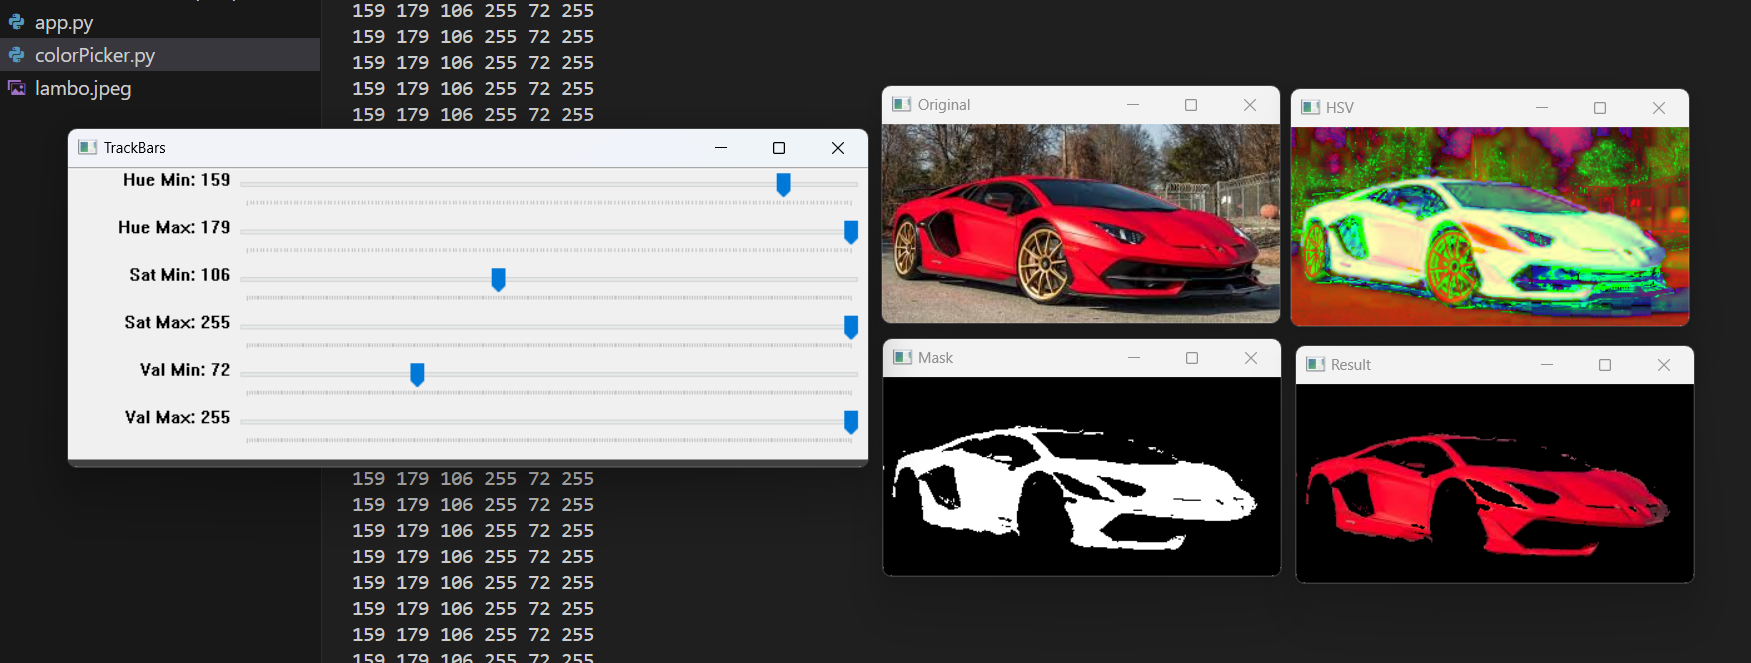 app.py
colorPicker.py
lambo.jpeg
159 179 106 255 72 255
159 179 106 255 72 255
159 179 106 255 72 255
159 179 106 255 72 255
159 179 106 255 72 255
TrackBars
Hue Min: 159
Hue Max: 179
Sat Min: 106
Sat Max: 255
Val Min: 72
Val Max: 255
159 179 106 255 72 255
159 179 106 255 72 255
159 179 106 255 72 255
159 179 106 255 72 255
159 179 106 255 72 255
159 179 106 255 72 255
159 179 106 255 72 255
159 179 106 255 72 255
Original
HSV
Mask
Result